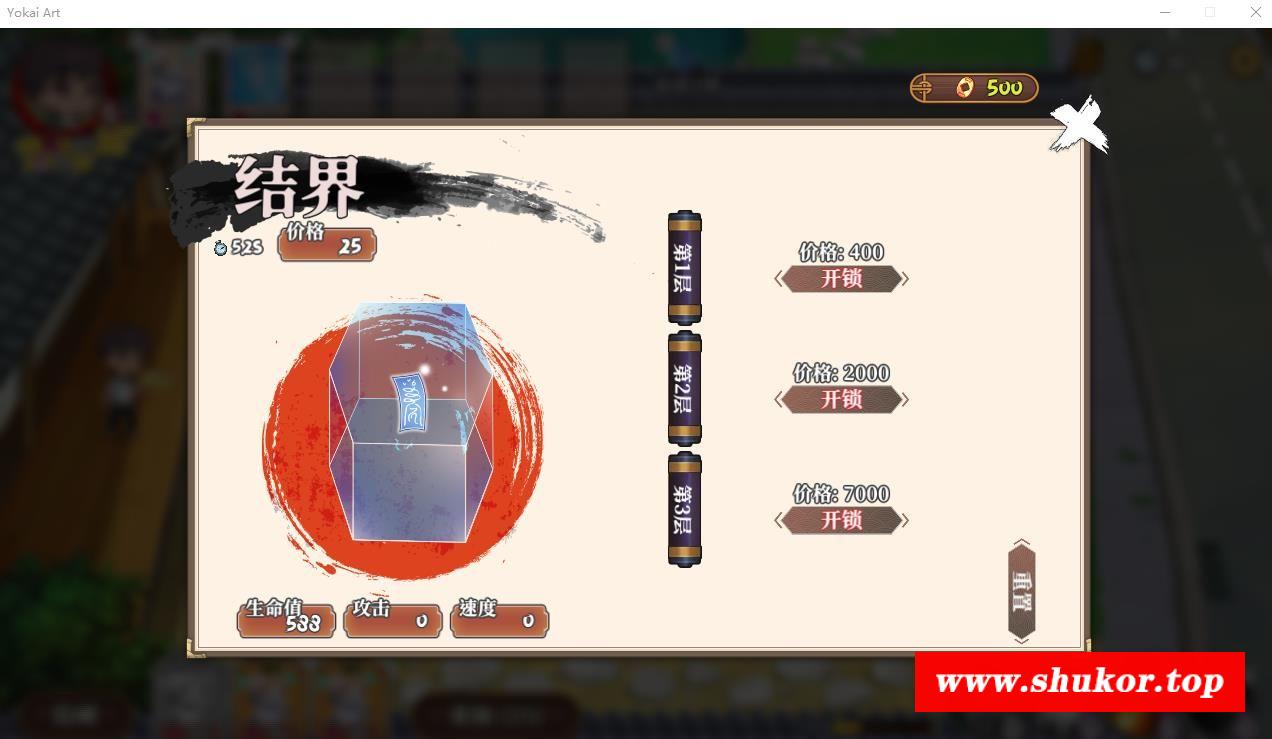 Yokai Art
500
结界
525
价格
25
第1层
价格: 400
开锁
第2层
价格: 2000
开锁
第3层
价格: 7000
开锁
重置
生命值
588
攻击
0
速度
0
www.shukor.top